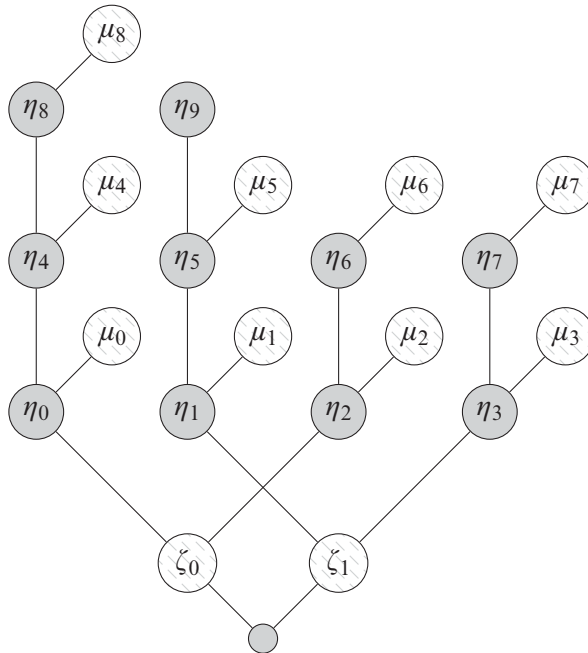 μ₈
η₈ η₉
μ₄ μ₅ μ₆ μ₇
η₄ η₅ η₆ η₇
μ₀ μ₁ μ₂ μ₃
η₀ η₁ η₂ η₃
ζ₀ ζ₁